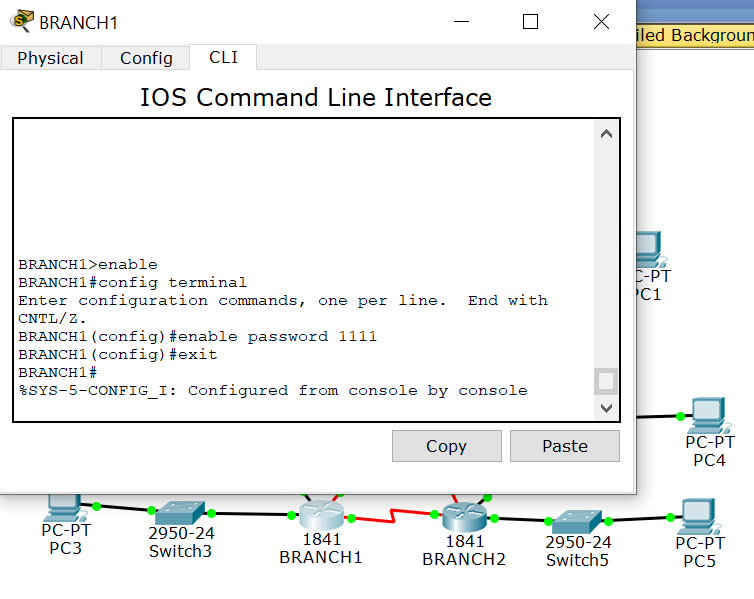 BRANCH1
Physical Config CLI
IOS Command Line Interface
BRANCH1>enable
BRANCH1#config terminal
Enter configuration commands, one per line.  End with
CNTL/Z.
BRANCH1(config)#enable password 1111
BRANCH1(config)#exit
BRANCH1#
%SYS-5-CONFIG_I: Configured from console by console
Copy Paste
iled Backgroun
C-PT
PC1
PC-PT
PC4
PC-PT
PC3
2950-24
Switch3
1841
BRANCH1
1841
BRANCH2
2950-24
Switch5
PC-PT
PC5